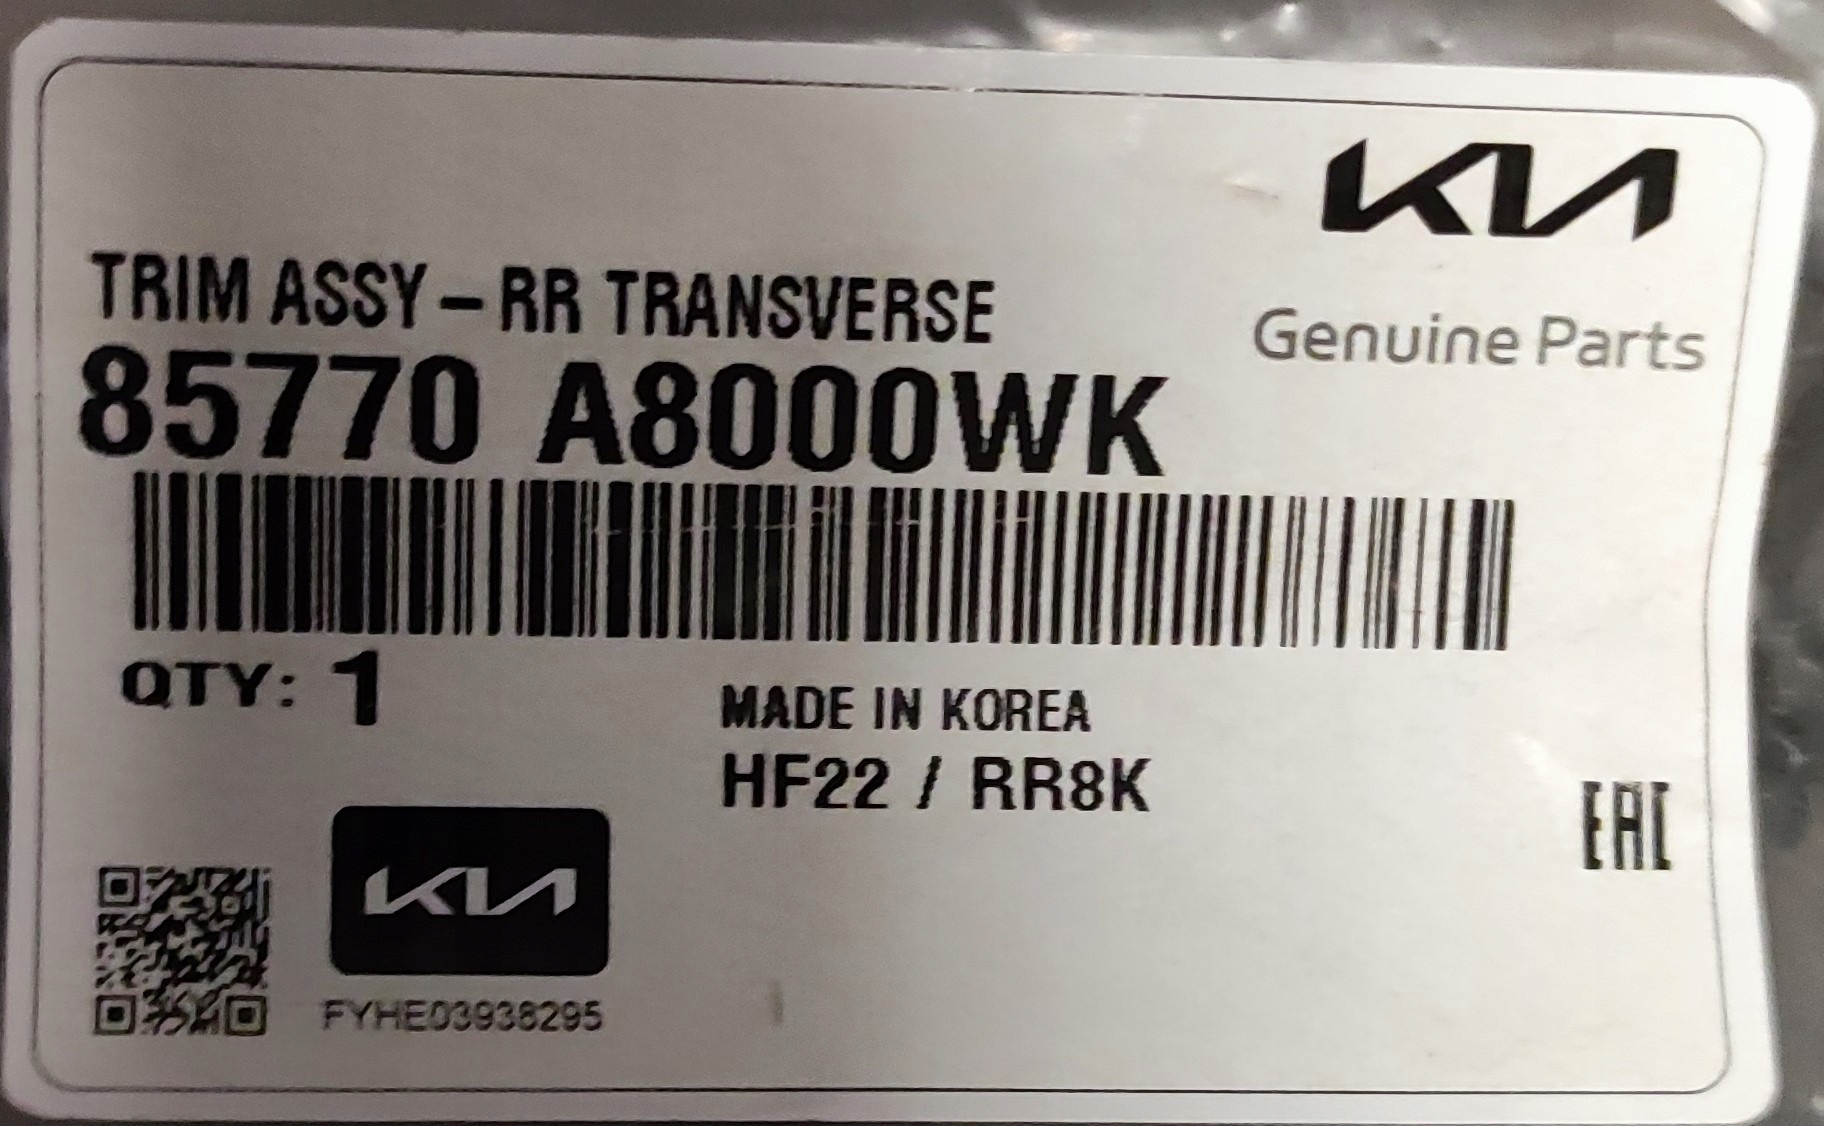 KIA
Genuine Parts
TRIM ASSY-RR TRANSVERSE
85770 A8000WK
QTY: 1
MADE IN KOREA
HF22 / RR8K
EAC
KIA
FYHE03938295